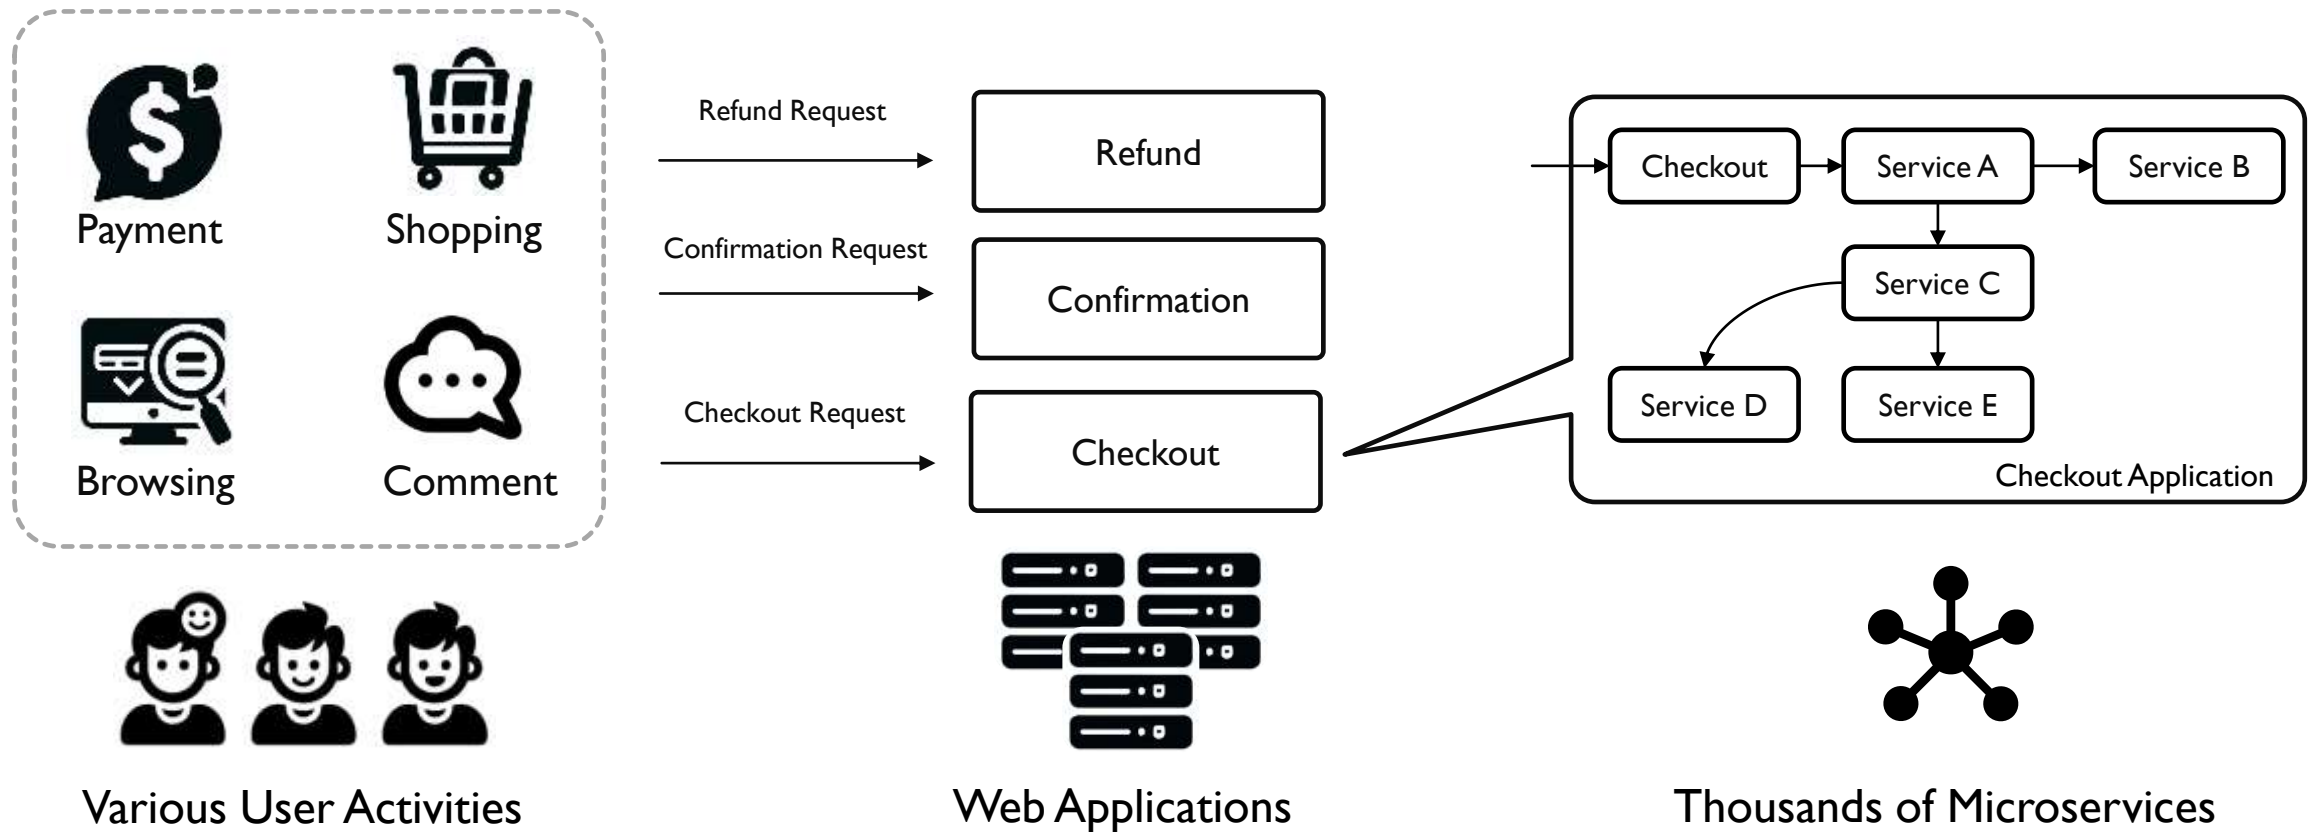 Payment
Shopping
Browsing
Comment
Various User Activities
Refund Request
Confirmation Request
Checkout Request
Refund
Confirmation
Checkout
Web Applications
Checkout
Service A
Service B
Service C
Service D
Service E
Checkout Application
Thousands of Microservices